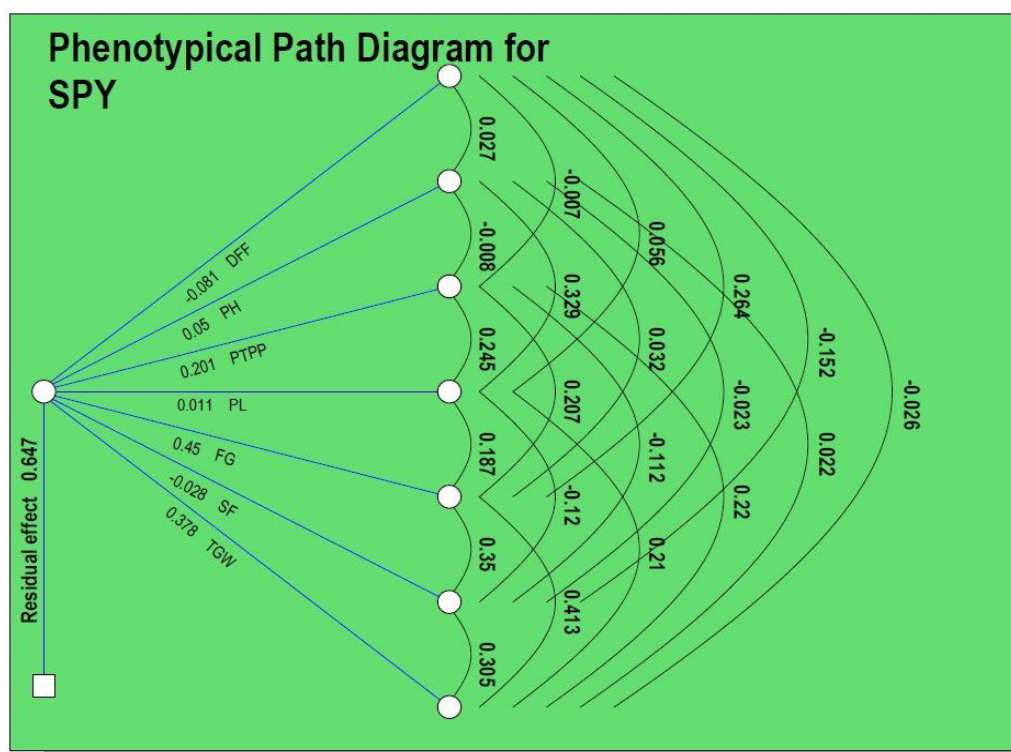 Phenotypical Path Diagram for
SPY
-0.081 DFF
0.05 PH
0.201 PTPP
0.011 PL
0.45 FG
-0.028 SF
0.378 TGW
Residual effect 0.647
0.027
-0.008
0.245
0.187
0.35
0.305
-0.007
0.329
0.207
-0.12
0.413
0.056
0.032
-0.112
0.21
0.264
-0.023
0.22
-0.152
0.022
-0.026